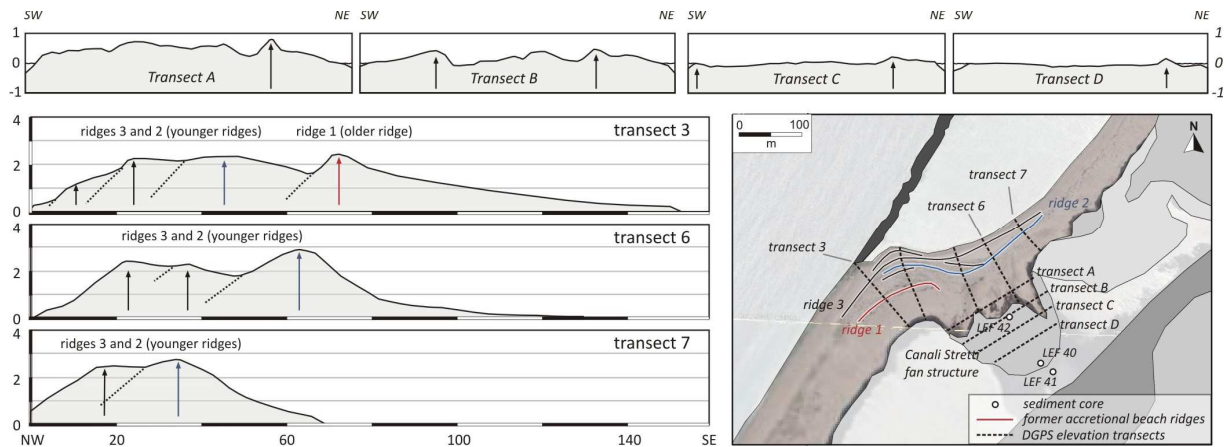 SW NE SW NE SW NE SW NE
1 1
0 0
-1 -1
Transect A
Transect B
Transect C
Transect D
4
ridges 3 and 2 (younger ridges) ridge 1 (older ridge) transect 3
2
0
4
ridges 3 and 2 (younger ridges) transect 6
2
0
transect 7
4
ridges 3 and 2 (younger ridges)
2
0
NW 20 60 100 140 SE
0 100
m
N
transect 7
transect 6
ridge 2
transect 3
transect A
transect B
ridge 3
transect C
ridge 1
LEF 42
transect D
Canali Stretti
fan structure
LEF 40
LEF 41
sediment core
former accretional beach ridges
DGPS elevation transects